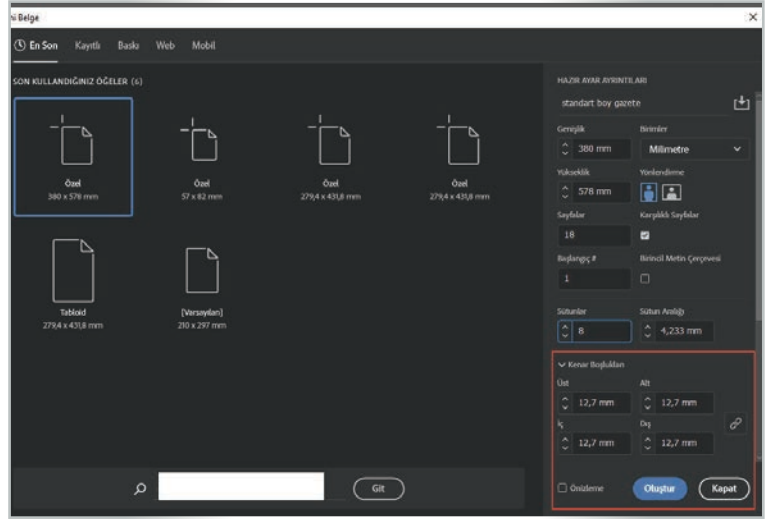 ni Belge
En Son Kayıtlı Baskı Web Mobil
SON KULLANDIĞINIZ ÖĞELER (6)
Özel
380 x 578 mm
Özel
57 x 82 mm
Özel
279,4 x 431,8 mm
Özel
279,4 x 431,8 mm
Tabloid
279,4 x 431,8 mm
[Varsayılan]
210 x 297 mm
Git
HAZIR AYAR AYRINTILARI
standart boy gazete
Genişlik Birimler
380 mm Milimetre
Yükseklik Yönlendirme
578 mm
Sayfalar Karşılıklı Sayfalar
18
Başlangıç # Birincil Metin Çerçevesi
1
Sütunlar Sütun Aralığı
8 4,233 mm
Kenar Boşlukları
Üst Alt
12,7 mm 12,7 mm
İç Dış
12,7 mm 12,7 mm
Önizleme Oluştur Kapat